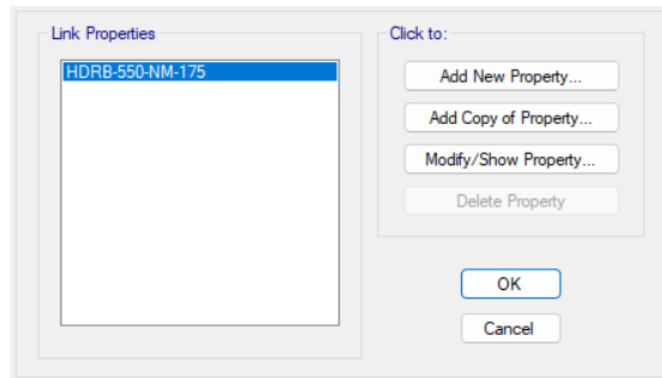 Link Properties
HDRB-550-NM-175
Click to:
Add New Property...
Add Copy of Property...
Modify/Show Property...
Delete Property
OK
Cancel